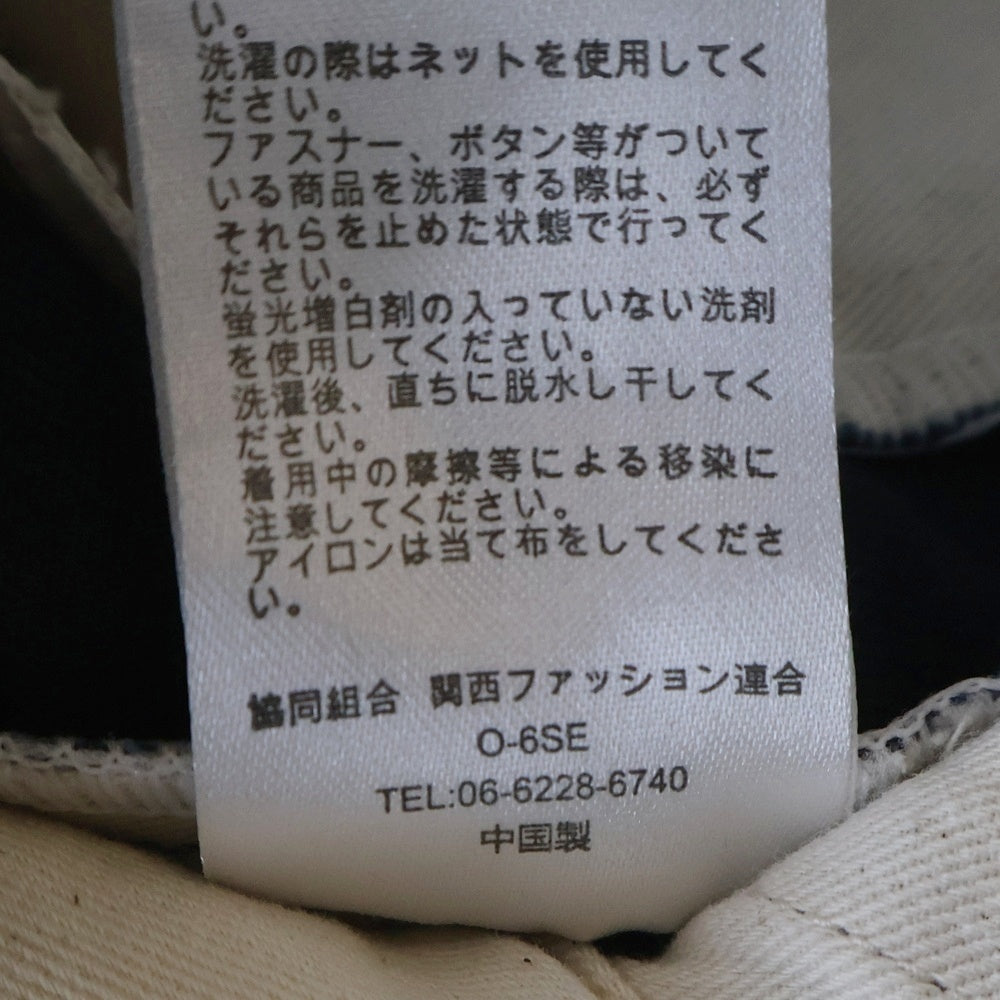 い。
洗濯の際はネットを使用してく
ださい。
ファスナー、ボタン等がついて
いる商品を洗濯する際は、必ず
それらを止めた状態で行ってく
ださい。
蛍光増白剤の入っていない洗剤
を使用してください。
洗濯後、直ちに脱水し干してく
ださい。
着用中の摩擦等による移染に
注意してください。
アイロンは当て布をしてくださ
い。
協同組合 関西ファッション連合
O-6SE
TEL:06-6228-6740
中国製